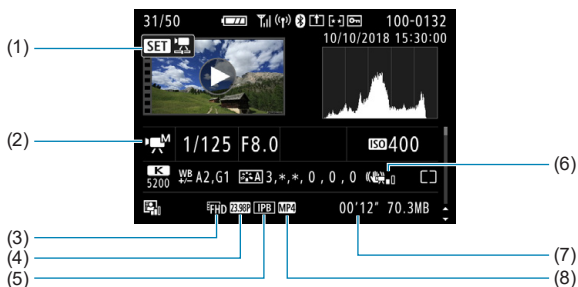 31/50 100-0132
(1) SET 10/10/2018 15:30:00
(2) M 1/125 F8.0 ISO 400
(6)
K 5200 WB +/- A2,G1 A 3,*,*,0,0,0
FHD 23.98P IPB MP4 00'12" 70.3MB
(3)
(4)
(5)
(7)
(8)